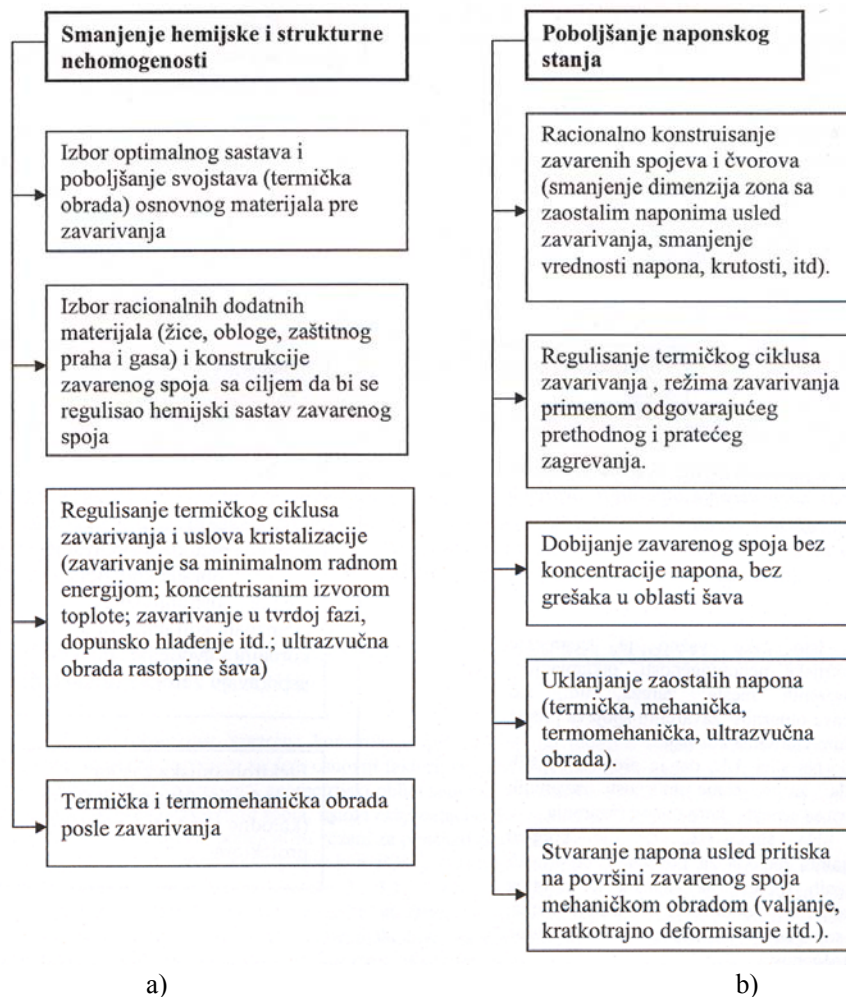 Smanjenje hemijske i strukturne
nehomogenosti
Izbor optimalnog sastava i
poboljšanje svojstava (termička
obrada) osnovnog materijala pre
zavarivanja
Izbor racionalnih dodatnih
materijala (žice, obloge, zaštitnog
praha i gasa) i konstrukcije
zavarenog spoja sa ciljem da bi se
regulisao hemijski sastav zavarenog
spoja
Regulisanje termičkog ciklusa
zavarivanja i uslova kristalizacije
(zavarivanje sa minimalnom radnom
energijom; koncentrisanim izvorom
toplote; zavarivanje u tvrdoj fazi,
dopunsko hlađenje itd.; ultrazvučna
obrada rastopine šava)
Termička i termomehanička obrada
posle zavarivanja
a)
Poboljšanje naponskog
stanja
Racionalno konstruisanje
zavarenih spojeva i čvorova
(smanjenje dimenzija zona sa
zaostalim naponima usled
zavarivanja, smanjenje
vrednosti napona, krutosti, itd).
Regulisanje termičkog ciklusa
zavarivanja , režima zavarivanja
primenom odgovarajućeg
prethodnog i pratećeg
zagrevanja.
Dobijanje zavarenog spoja bez
koncentracije napona, bez
grešaka u oblasti šava
Uklanjanje zaostalih napona
(termička, mehanička,
termomehanička, ultrazvučna
obrada).
Stvaranje napona usled pritiska
na površini zavarenog spoja
mehaničkom obradom (valjanje,
kratkotrajno deformisanje itd.).
b)